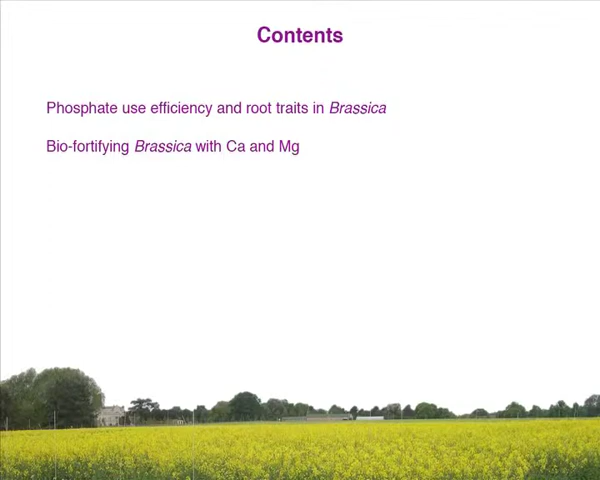 Contents
Phosphate use efficiency and root traits in Brassica
Bio-fortifying Brassica with Ca and Mg